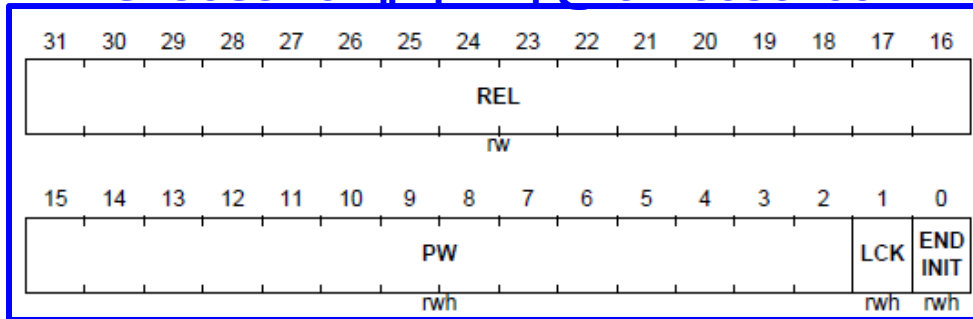 31 30 29 28 27 26 25 24 23 22 21 20 19 18 17 16
REL
rw
15 14 13 12 11 10 9 8 7 6 5 4 3 2 1 0
PW LCK END INIT
rwh rwh rwh